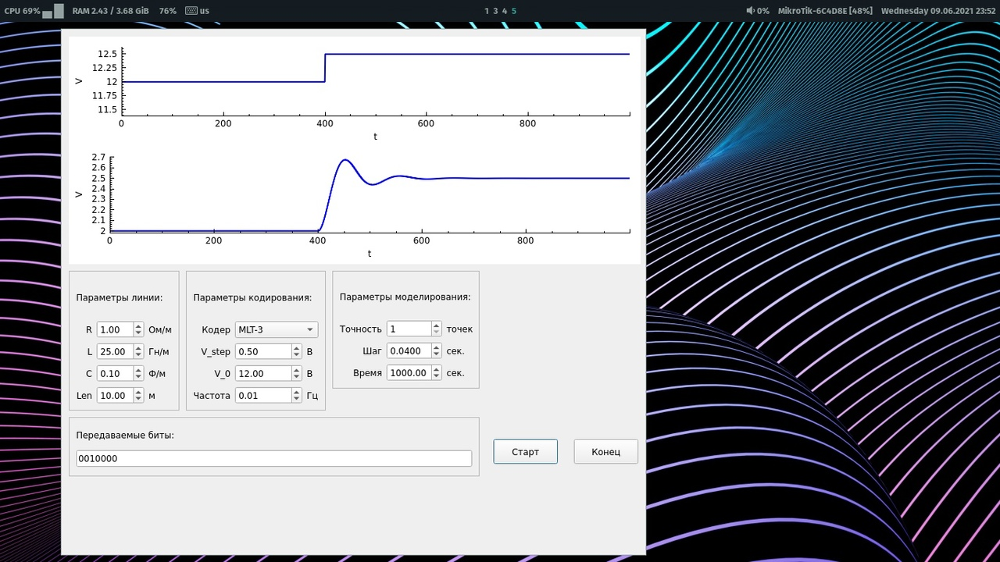 CPU 69% RAM 2.43 / 3.68 GiB 76% us 1 3 4 5 0% MikroTik-6C4D8E [48%] Wednesday 09.06.2021 23:52
12.5
12.25
12
11.75
11.5
V
0 200 400 600 800
t
2.7
2.6
2.5
2.4
2.3
2.2
2.1
2
V
0 200 400 600 800
t
Параметры линии:
R 1.00 Ом/м
L 25.00 Гн/м
C 0.10 Ф/м
Len 10.00 м
Параметры кодирования:
Кодер MLT-3
V_step 0.50 В
V_0 12.00 В
Частота 0.01 Гц
Параметры моделирования:
Точность 1 точек
Шаг 0.0400 сек.
Время 1000.00 сек.
Передаваемые биты:
0010000
Старт Конец